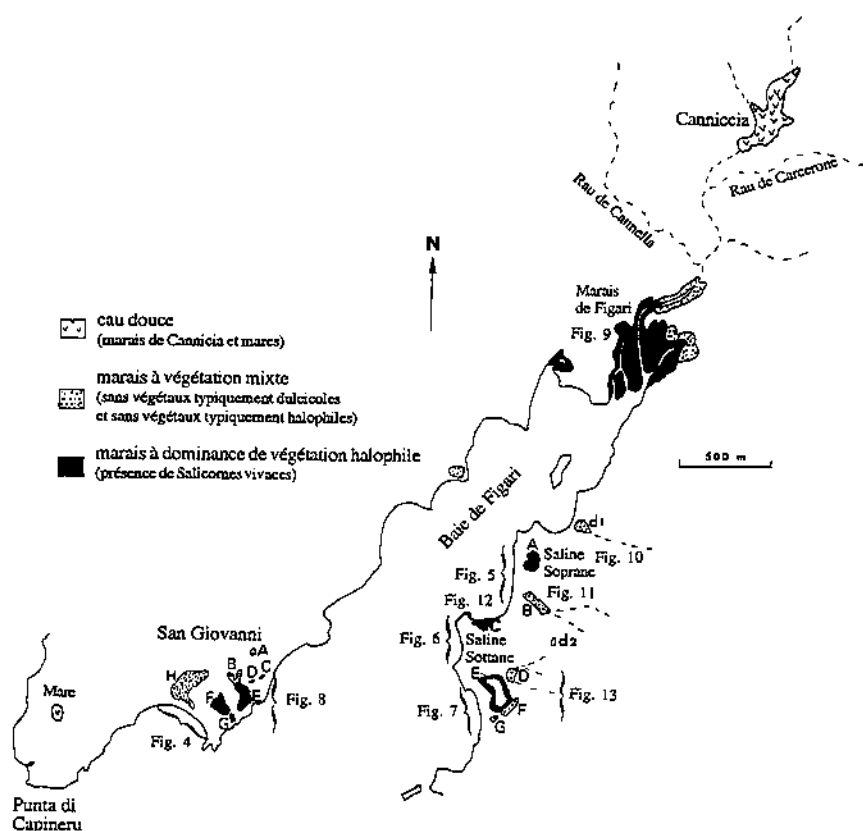 Canniccia
Rau de Carcerone
Rau de Cannella
N
Marais
de Figari
Fig. 9
cau douce
(marais de Cannicia et mares)
marais à végétation mixte
(sans végétaux typiquement dulcicoles
et sans végétaux typiquement halophiles)
marais à dominance de végétation halophile
(présence de Salicornes vivaces)
500 m
Baie de Figari
d1
A
Saline
Soprane
Fig. 10
Fig. 5
Fig. 11
Fig. 12
B
C
Fig. 6
Saline
Sottane
d2
San Giovanni
A
B
D
C
H
F
E
G
Fig. 8
Mare
Fig. 4
E
D
Fig. 13
Fig. 7
F
G
Punta di
Capineru